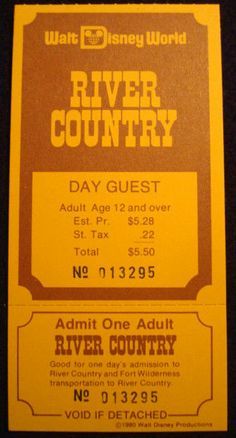 Walt Disney World
RIVER
COUNTRY
DAY GUEST
Adult Age 12 and over
Est. Pr. $5.28
St. Tax .22
Total $5.50
No 013295
Admit One Adult
RIVER COUNTRY
Good for one day's admission to
River Country and Fort Wilderness
transportation to River Country.
No 013295
VOID IF DETACHED
©1980 Walt Disney Productions